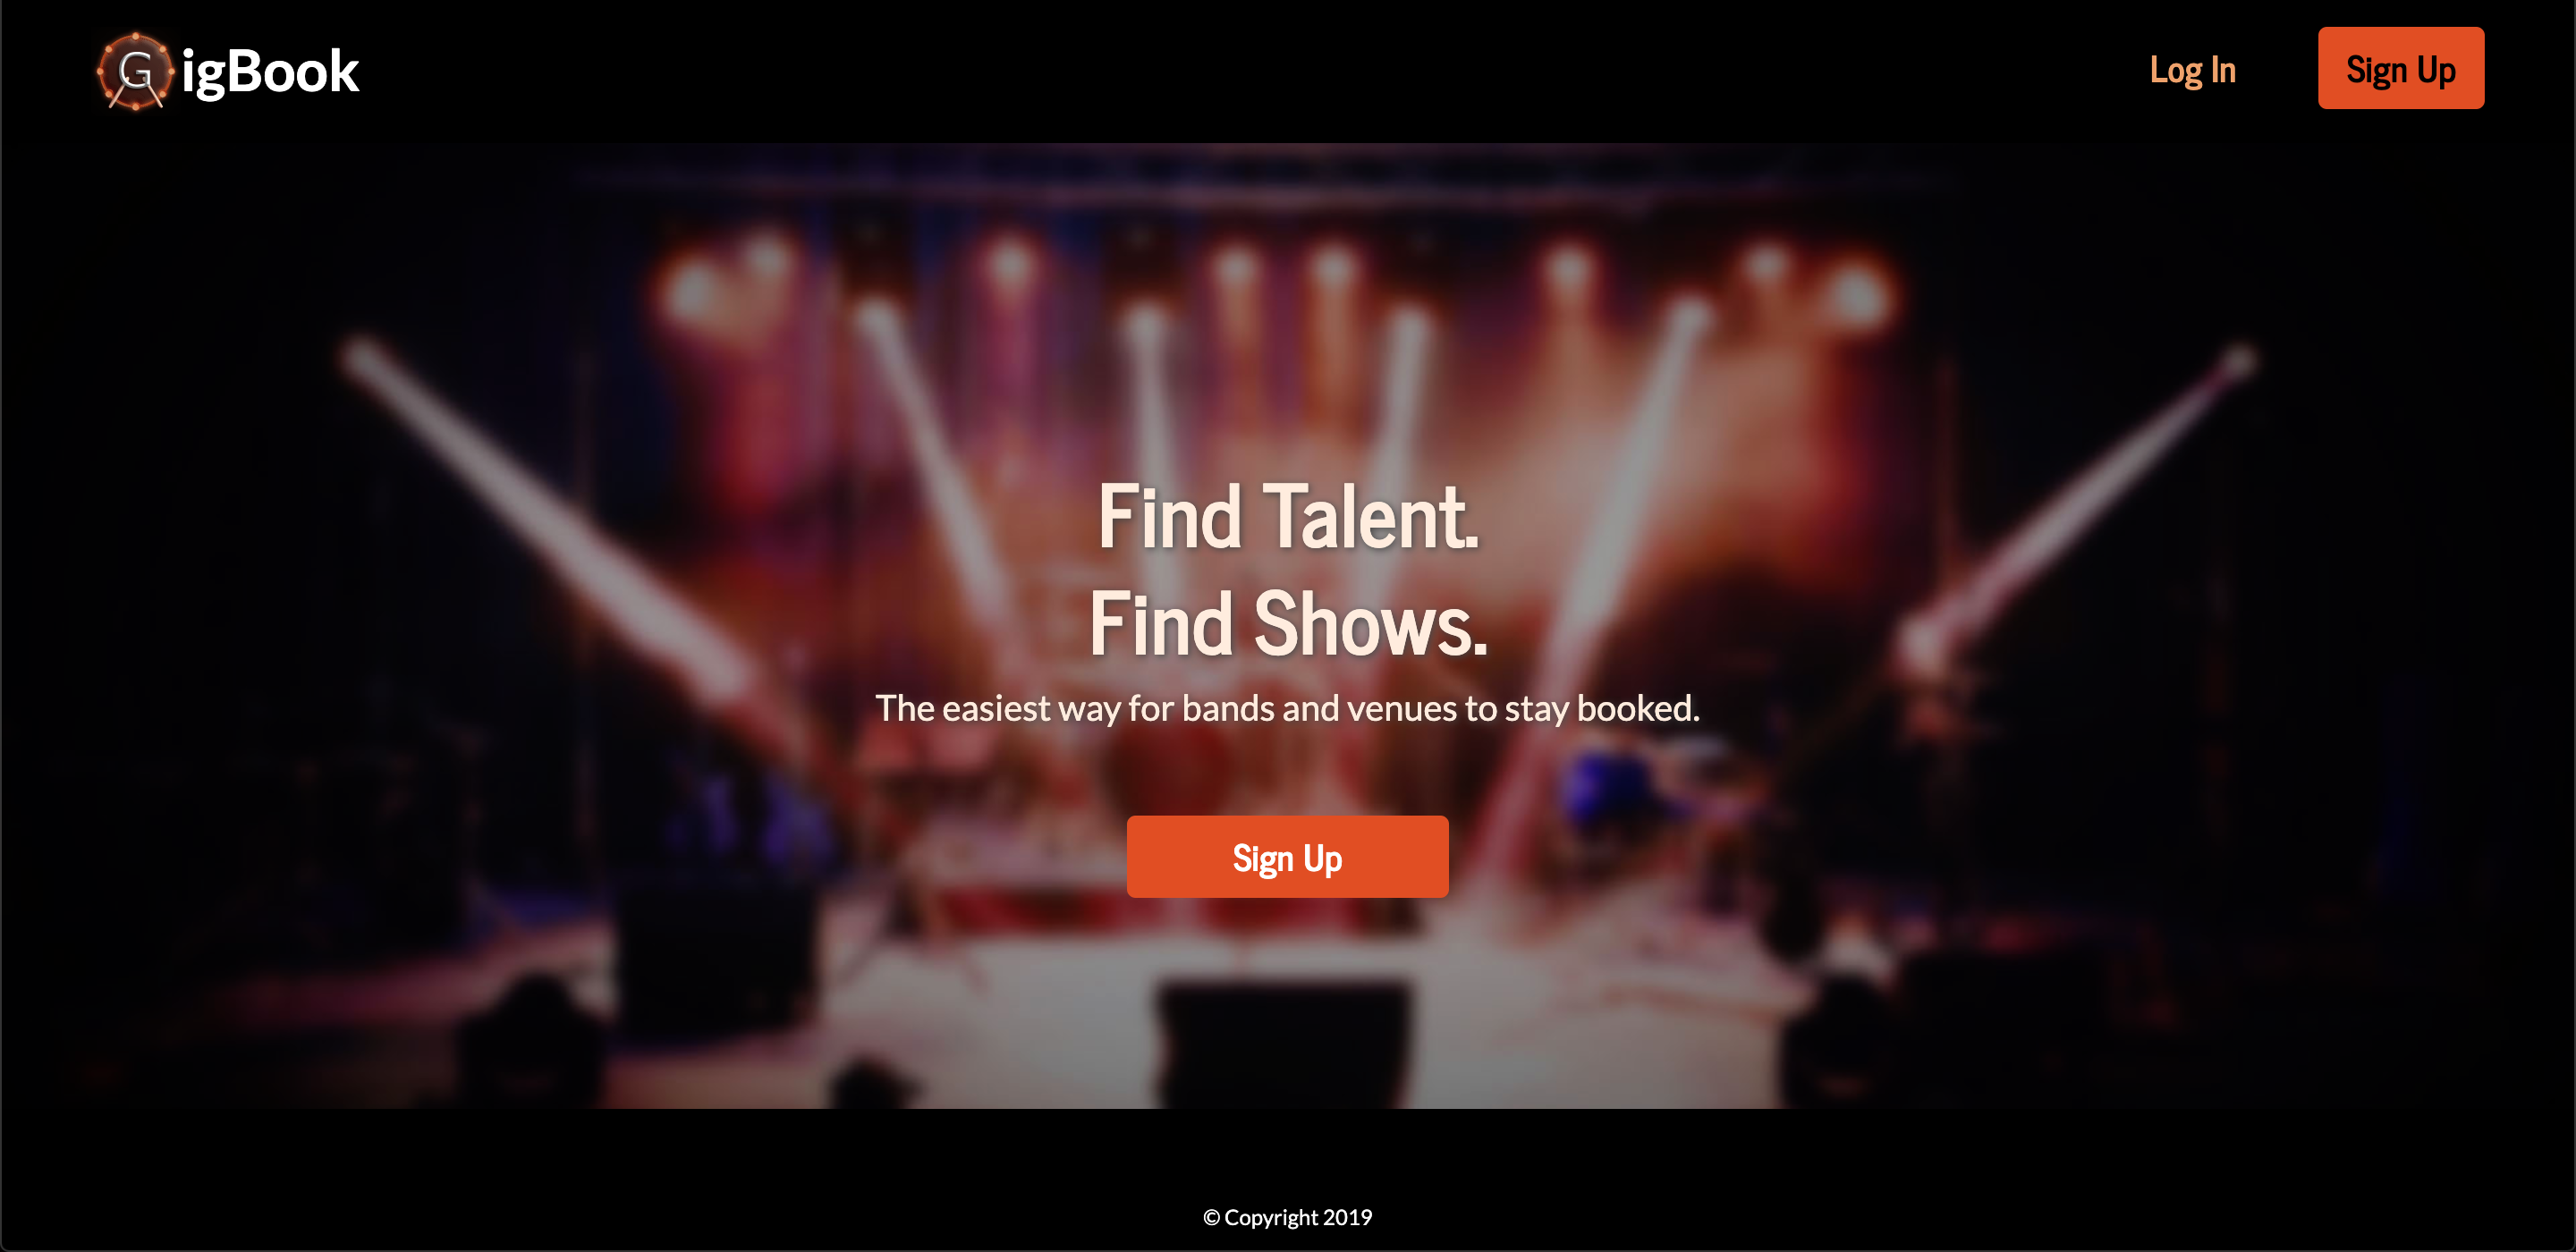 GigBook
Log In
Sign Up
Find Talent.
Find Shows.
The easiest way for bands and venues to stay booked.
Sign Up
© Copyright 2019